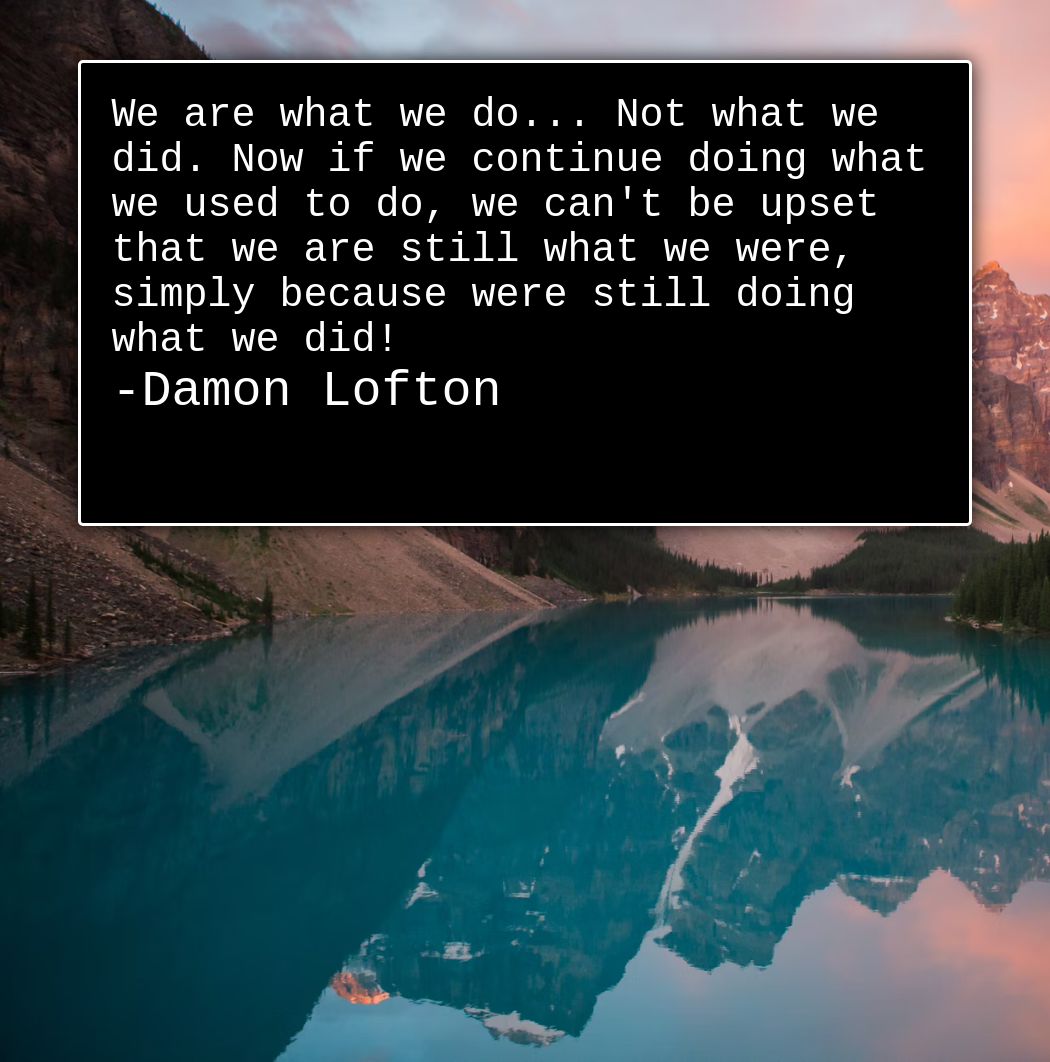 We are what we do... Not what we
did. Now if we continue doing what
we used to do, we can't be upset
that we are still what we were,
simply because were still doing
what we did!
-Damon Lofton